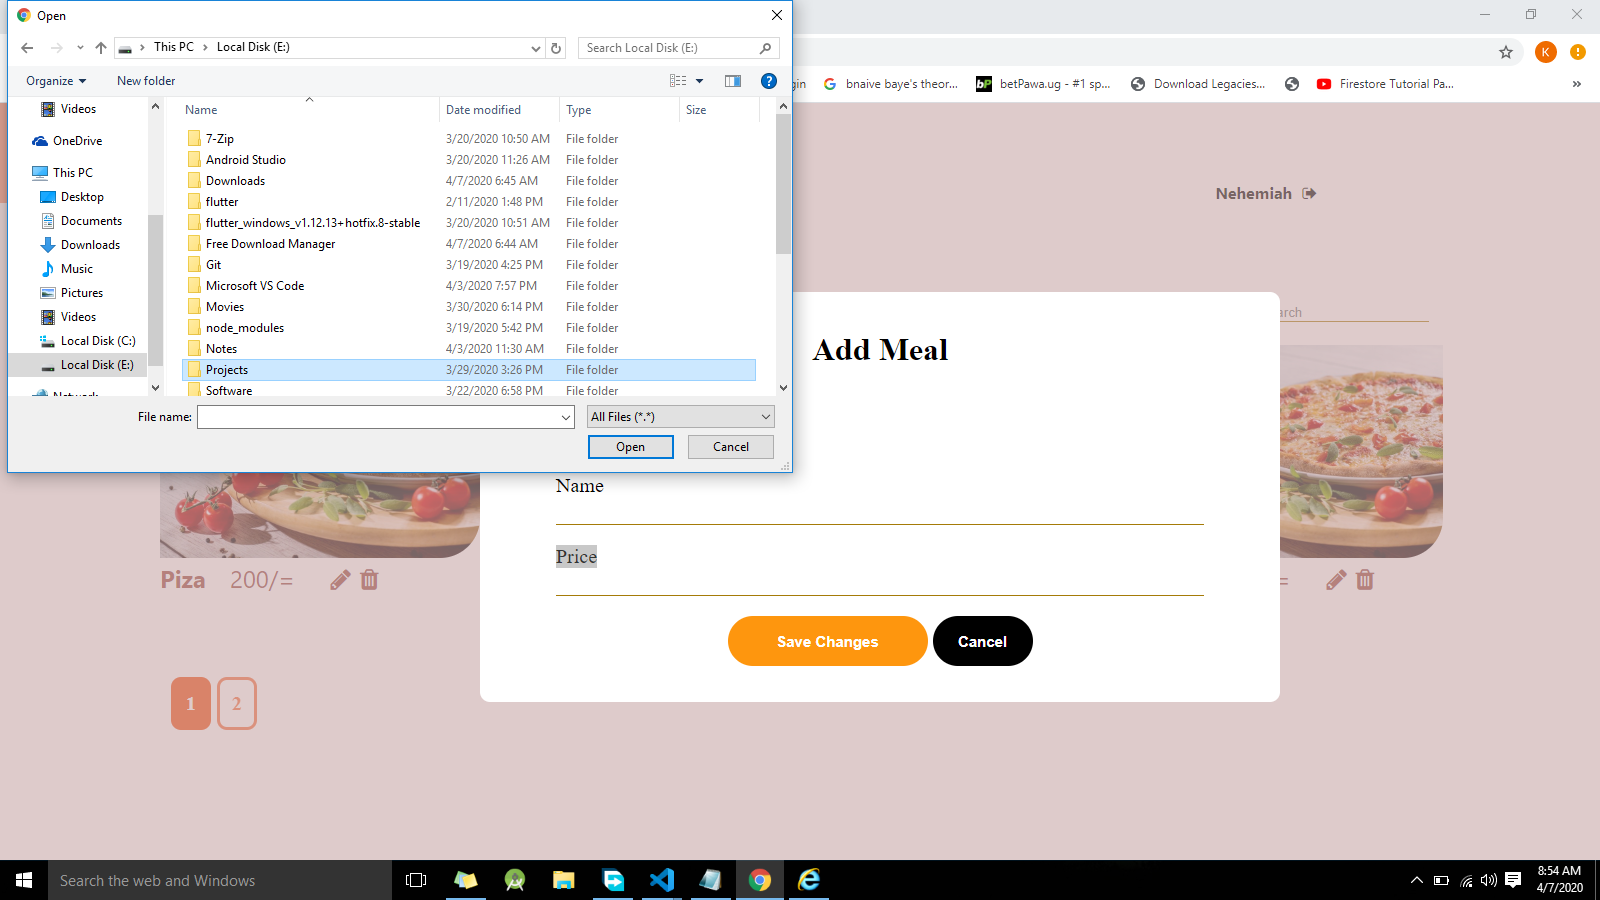 Open
This PC
Local Disk (E:)
Search Local Disk (E:)
Organize
New folder
bnaive baye's theor...
betPawa.ug - #1 sp...
Download Legacies...
Firestore Tutorial Pa...
»
K
Name Date modified Type Size
Videos
OneDrive
This PC
Desktop
Documents
Downloads
Music
Pictures
Videos
Local Disk (C:)
Local Disk (E:)
7-Zip 3/20/2020 10:50 AM File folder
Android Studio 3/20/2020 11:26 AM File folder
Downloads 4/7/2020 6:45 AM File folder
flutter 2/11/2020 1:48 PM File folder
flutter_windows_v1.12.13+hotfix.8-stable 3/20/2020 10:51 AM File folder
Free Download Manager 4/7/2020 6:44 AM File folder
Git 3/19/2020 4:25 PM File folder
Microsoft VS Code 4/3/2020 7:57 PM File folder
Movies 3/30/2020 6:14 PM File folder
node_modules 3/19/2020 5:42 PM File folder
Notes 4/3/2020 11:30 AM File folder
Projects 3/29/2020 3:26 PM File folder
Software 3/22/2020 6:58 PM File folder
File name:
All Files (*.*)
Open Cancel
Nehemiah
Add Meal
Name
Price
Save Changes Cancel
Piza 200/=
=
1 2
Search the web and Windows
8:54 AM
4/7/2020